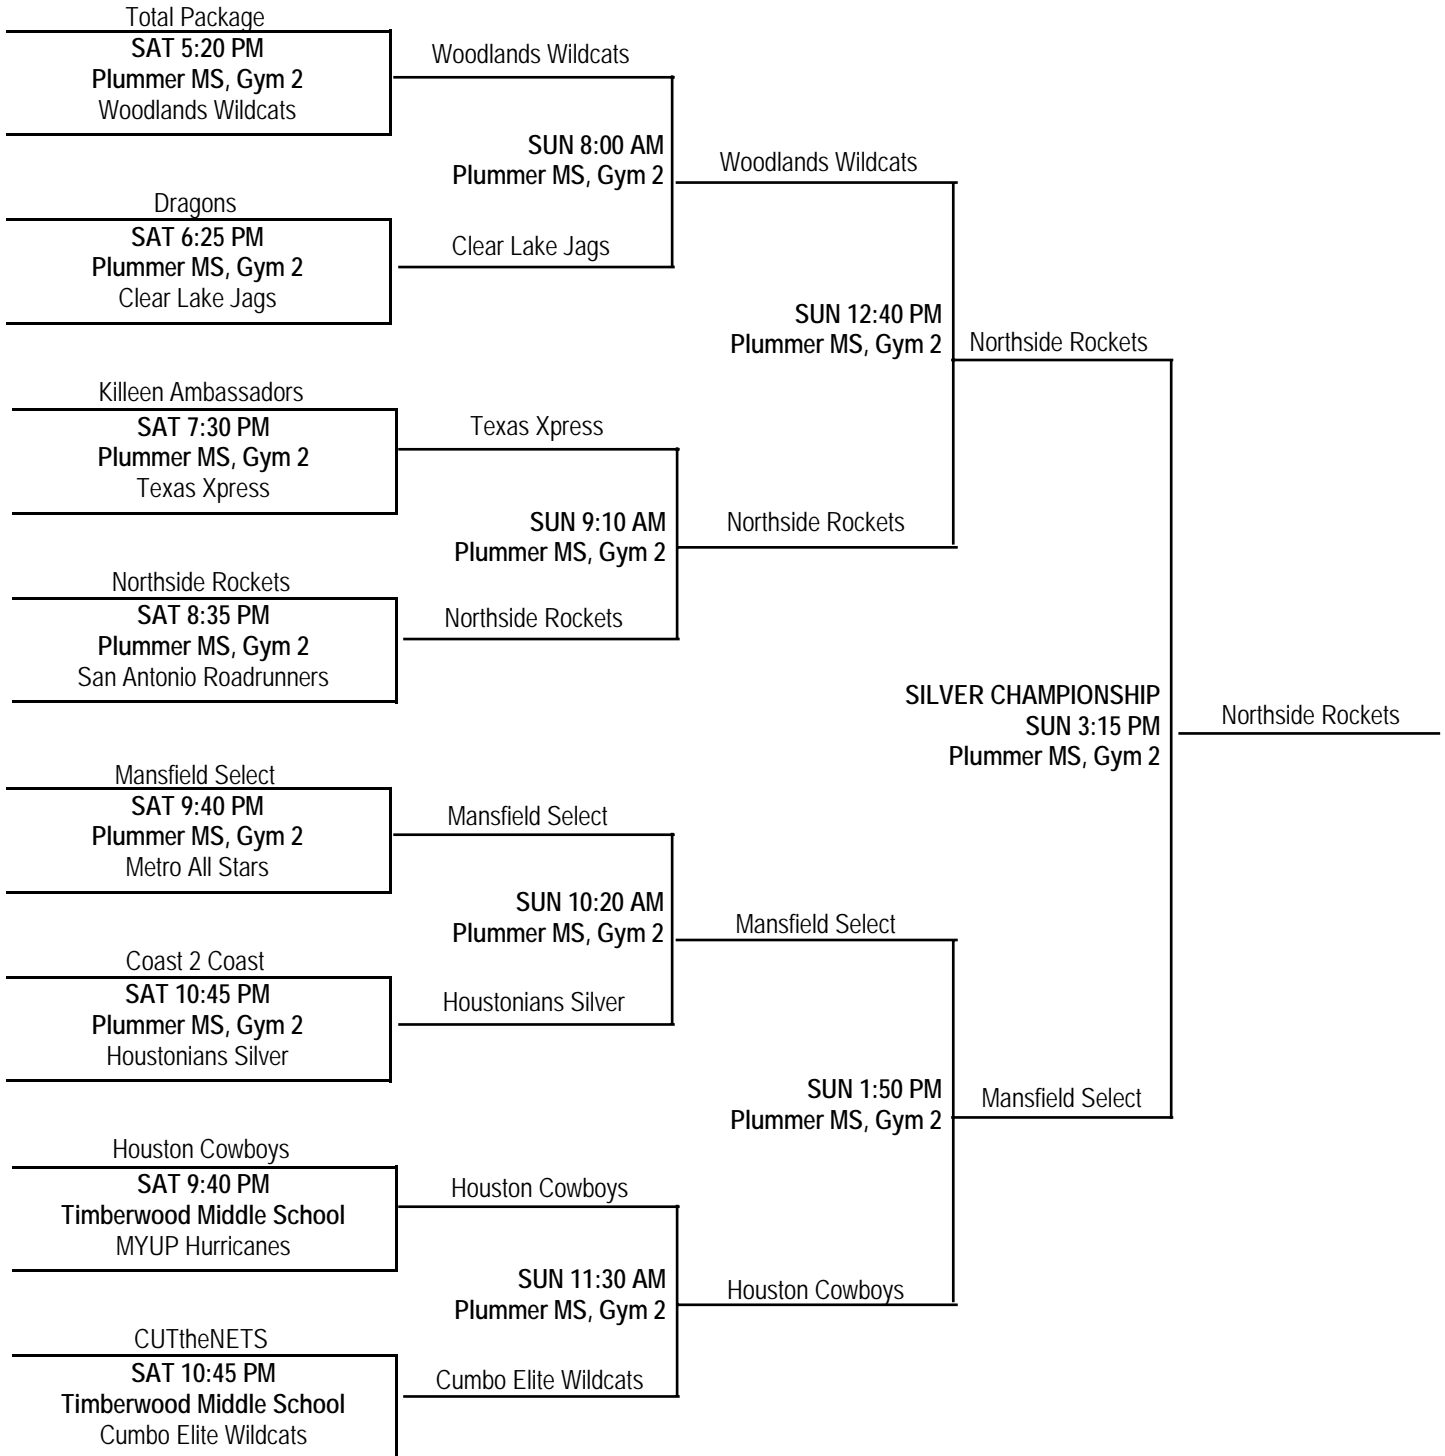 Total Package
SAT 5:20 PM
Plummer MS, Gym 2
Woodlands Wildcats
Dragons
SAT 6:25 PM
Plummer MS, Gym 2
Clear Lake Jags
Killeen Ambassadors
SAT 7:30 PM
Plummer MS, Gym 2
Texas Xpress
Northside Rockets
SAT 8:35 PM
Plummer MS, Gym 2
San Antonio Roadrunners
Mansfield Select
SAT 9:40 PM
Plummer MS, Gym 2
Metro All Stars
Coast 2 Coast
SAT 10:45 PM
Plummer MS, Gym 2
Houstonians Silver
Houston Cowboys
SAT 9:40 PM
Timberwood Middle School
MYUP Hurricanes
CUTtheNETS
SAT 10:45 PM
Timberwood Middle School
Cumbo Elite Wildcats
Woodlands Wildcats
SUN 8:00 AM
Plummer MS, Gym 2
Clear Lake Jags
Texas Xpress
SUN 9:10 AM
Plummer MS, Gym 2
Northside Rockets
Mansfield Select
SUN 10:20 AM
Plummer MS, Gym 2
Houstonians Silver
Houston Cowboys
SUN 11:30 AM
Plummer MS, Gym 2
Cumbo Elite Wildcats
Woodlands Wildcats
SUN 12:40 PM
Plummer MS, Gym 2
Northside Rockets
Mansfield Select
SUN 1:50 PM
Plummer MS, Gym 2
Houston Cowboys
Northside Rockets
SILVER CHAMPIONSHIP
SUN 3:15 PM
Plummer MS, Gym 2
Mansfield Select
Northside Rockets